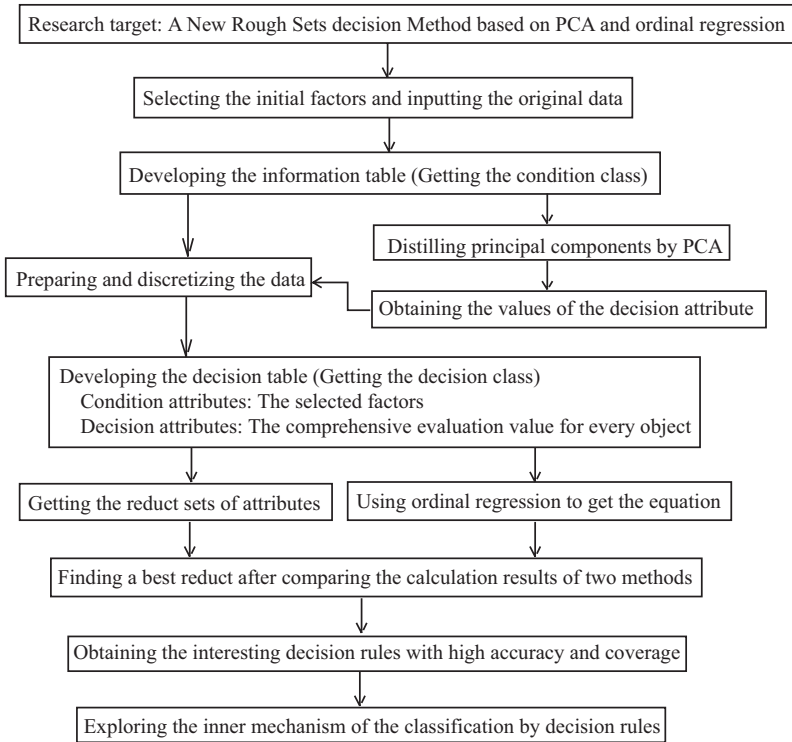 Research target: A New Rough Sets decision Method based on PCA and ordinal regression
Selecting the initial factors and inputting the original data
Developing the information table (Getting the condition class)
Distilling principal components by PCA
Preparing and discretizing the data
Obtaining the values of the decision attribute
Developing the decision table (Getting the decision class)
Condition attributes: The selected factors
Decision attributes: The comprehensive evaluation value for every object
Getting the reduct sets of attributes
Using ordinal regression to get the equation
Finding a best reduct after comparing the calculation results of two methods
Obtaining the interesting decision rules with high accuracy and coverage
Exploring the inner mechanism of the classification by decision rules